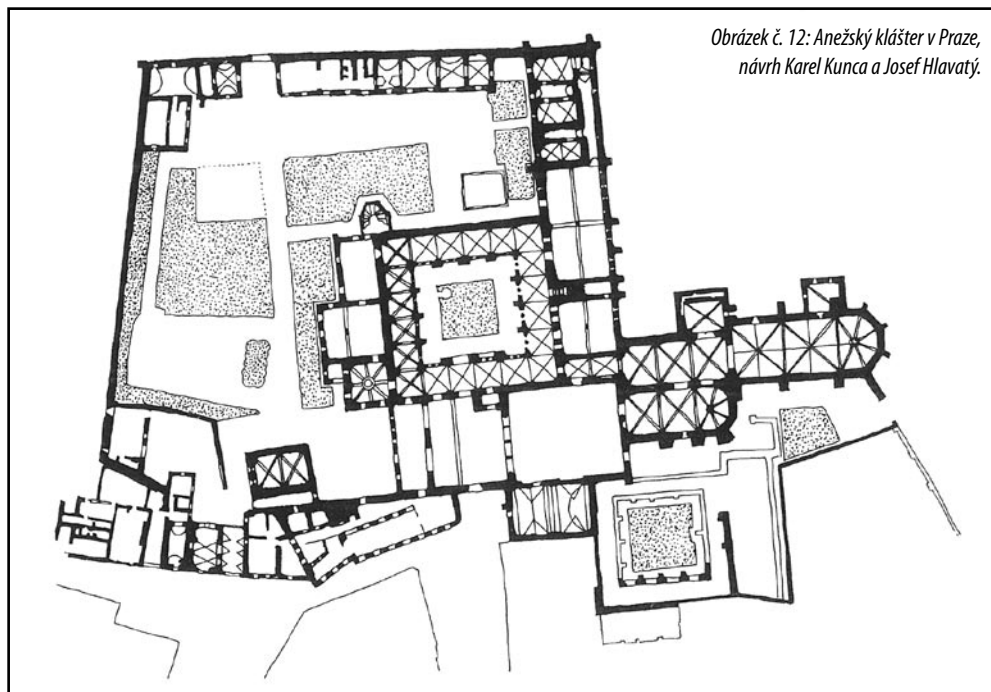 Obrázek č. 12: Anežský klášter v Praze,
návrh Karel Kunca a Josef Hlavatý.